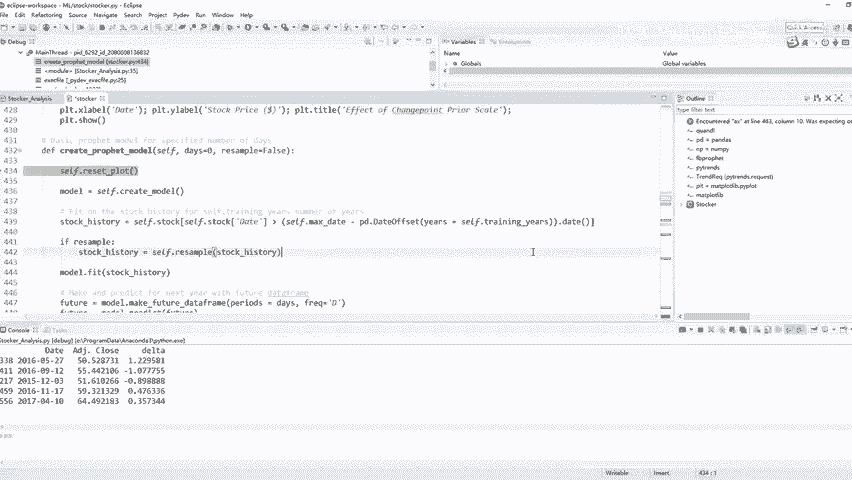 eclipse-workspace - ML/stock/stocker.py - Eclipse
File Edit Refactoring Source Navigate Search Project Pydev Run Window Help
Quick Access
Debug
MainThread - pid_6292_id_2080608136832
create_prophet_model [stocker.py:434]
<module> [Stocker_Analysis.py:35]
execfile [_pydev_execfile.py:25]
Variables Breakpoints
Name Value
Globals Global variables
Stocker_Analysis *stocker
428 plt.xlabel('Date'); plt.ylabel('Stock Price ($)'); plt.title('Effect of Changepoint Prior Scale');
429 plt.show()
430
431 # Basic prophet model for specified number of days
432 def create_prophet_model(self, days=0, resample=False):
433
434 self.reset_plot()
436 model = self.create_model()
438 # Fit on the stock history for self.training_years number of years
439 stock_history = self.stock[self.stock['Date'] > (self.max_date - pd.DateOffset(years = self.training_years)).date()]
441 if resample:
442 stock_history = self.resample(stock_history)
444 model.fit(stock_history)
446 # Make and predict for next year with future dataframe
447 future = model.make_future_dataframe(periods = days, freq='D')
future = model.predict(future)
Outline
type filter text
Encountered "ax" at line 463, column 10. Was expecting on
quandl
pd = pandas
np = numpy
fbprophet
pytrends
TrendReq (pytrends.request)
plt = matplotlib.pyplot
matplotlib
Stocker
Console Tasks
Stocker_Analysis.py [debug] [e:\ProgramData\Anaconda3\python.exe]
Date Adj. Close delta
338 2016-05-27 50.528731 1.229581
411 2016-09-12 55.442106 -1.077755
217 2015-12-03 51.610266 -0.898888
459 2016-11-17 59.321329 0.476336
556 2017-04-10 64.492183 0.357344
Writable Insert 434 : 1